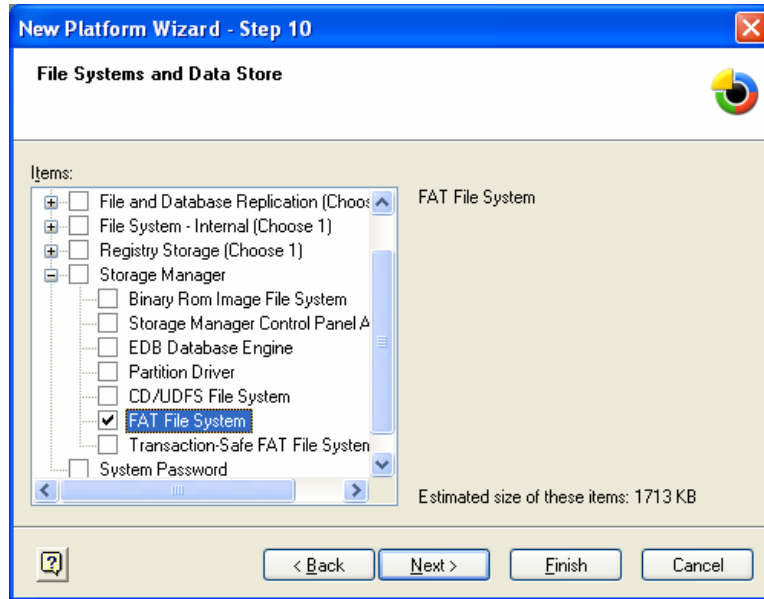 New Platform Wizard - Step 10
File Systems and Data Store
Items:
File and Database Replication (Choos
File System - Internal (Choose 1)
Registry Storage (Choose 1)
Storage Manager
Binary Rom Image File System
Storage Manager Control Panel A
EDB Database Engine
Partition Driver
CD/UDFS File System
FAT File System
Transaction-Safe FAT File System
System Password
FAT File System
Estimated size of these items: 1713 KB
< Back
Next >
Finish
Cancel